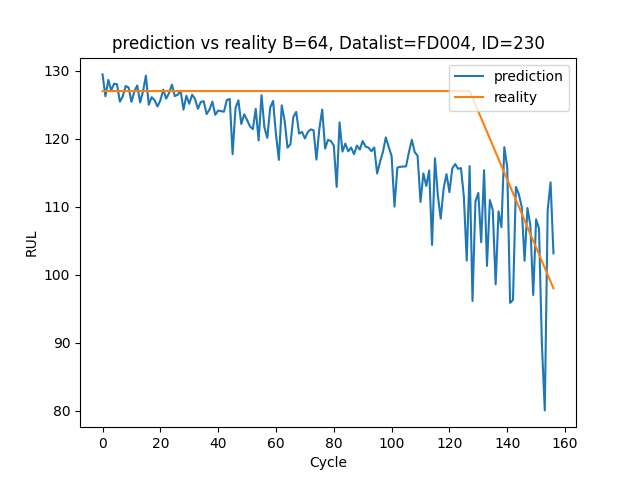 prediction vs reality B=64, Datalist=FD004, ID=230
prediction
reality
130
120
110
100
90
80
RUL
0 20 40 60 80 100 120 140 160
Cycle